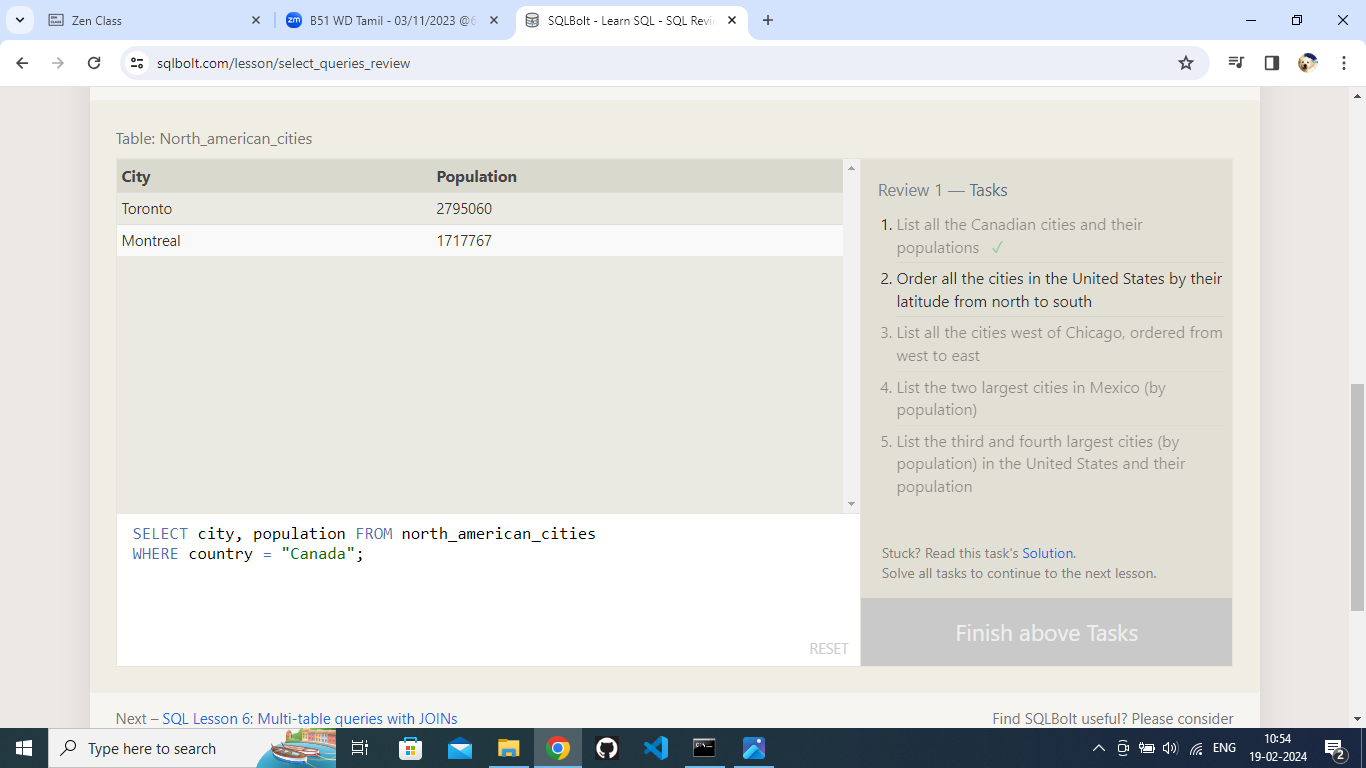 Zen Class
B51 WD Tamil - 03/11/2023 @6
SQLBolt - Learn SQL - SQL Revie
sqlbolt.com/lesson/select_queries_review
Table: North_american_cities
City Population
Toronto 2795060
Montreal 1717767
Review 1 — Tasks
1. List all the Canadian cities and their
populations ✓
2. Order all the cities in the United States by their
latitude from north to south
3. List all the cities west of Chicago, ordered from
west to east
4. List the two largest cities in Mexico (by
population)
5. List the third and fourth largest cities (by
population) in the United States and their
population
Stuck? Read this task's Solution.
Solve all tasks to continue to the next lesson.
Finish above Tasks
SELECT city, population FROM north_american_cities
WHERE country = "Canada";
RESET
Next – SQL Lesson 6: Multi-table queries with JOINs
Find SQLBolt useful? Please consider
Type here to search
ENG
10:54
19-02-2024
2